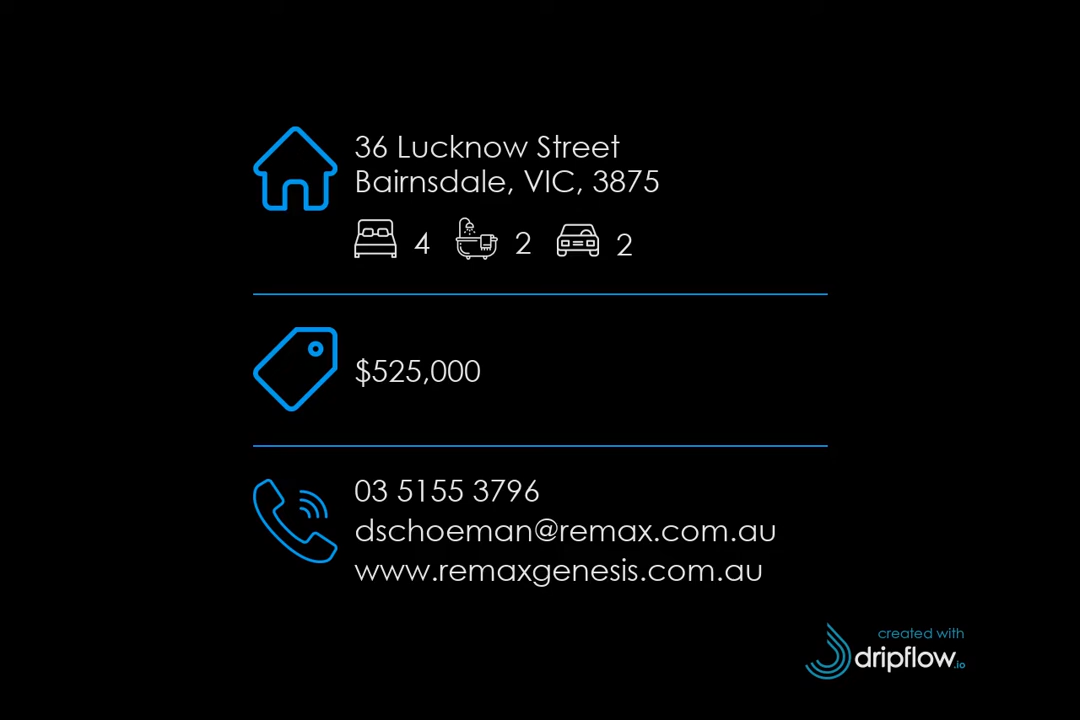 36 Lucknow Street
Bairnsdale, VIC, 3875
4 2 2
$525,000
03 5155 3796
dschoeman@remax.com.au
www.remaxgenesis.com.au
created with
dripflow.io